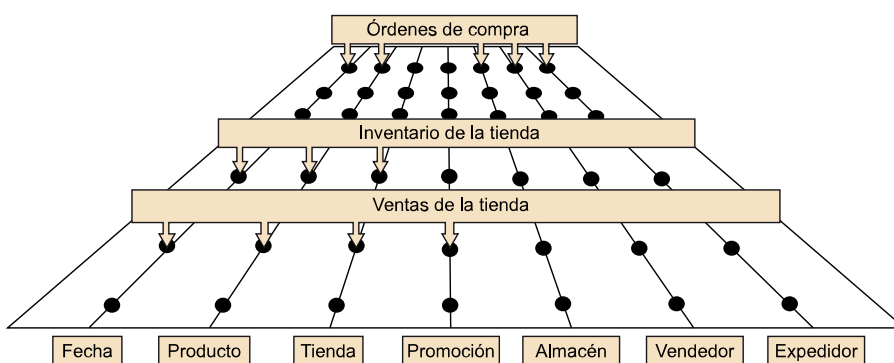 Órdenes de compra
Inventario de la tienda
Ventas de la tienda
Fecha
Producto
Tienda
Promoción
Almacén
Vendedor
Expedidor